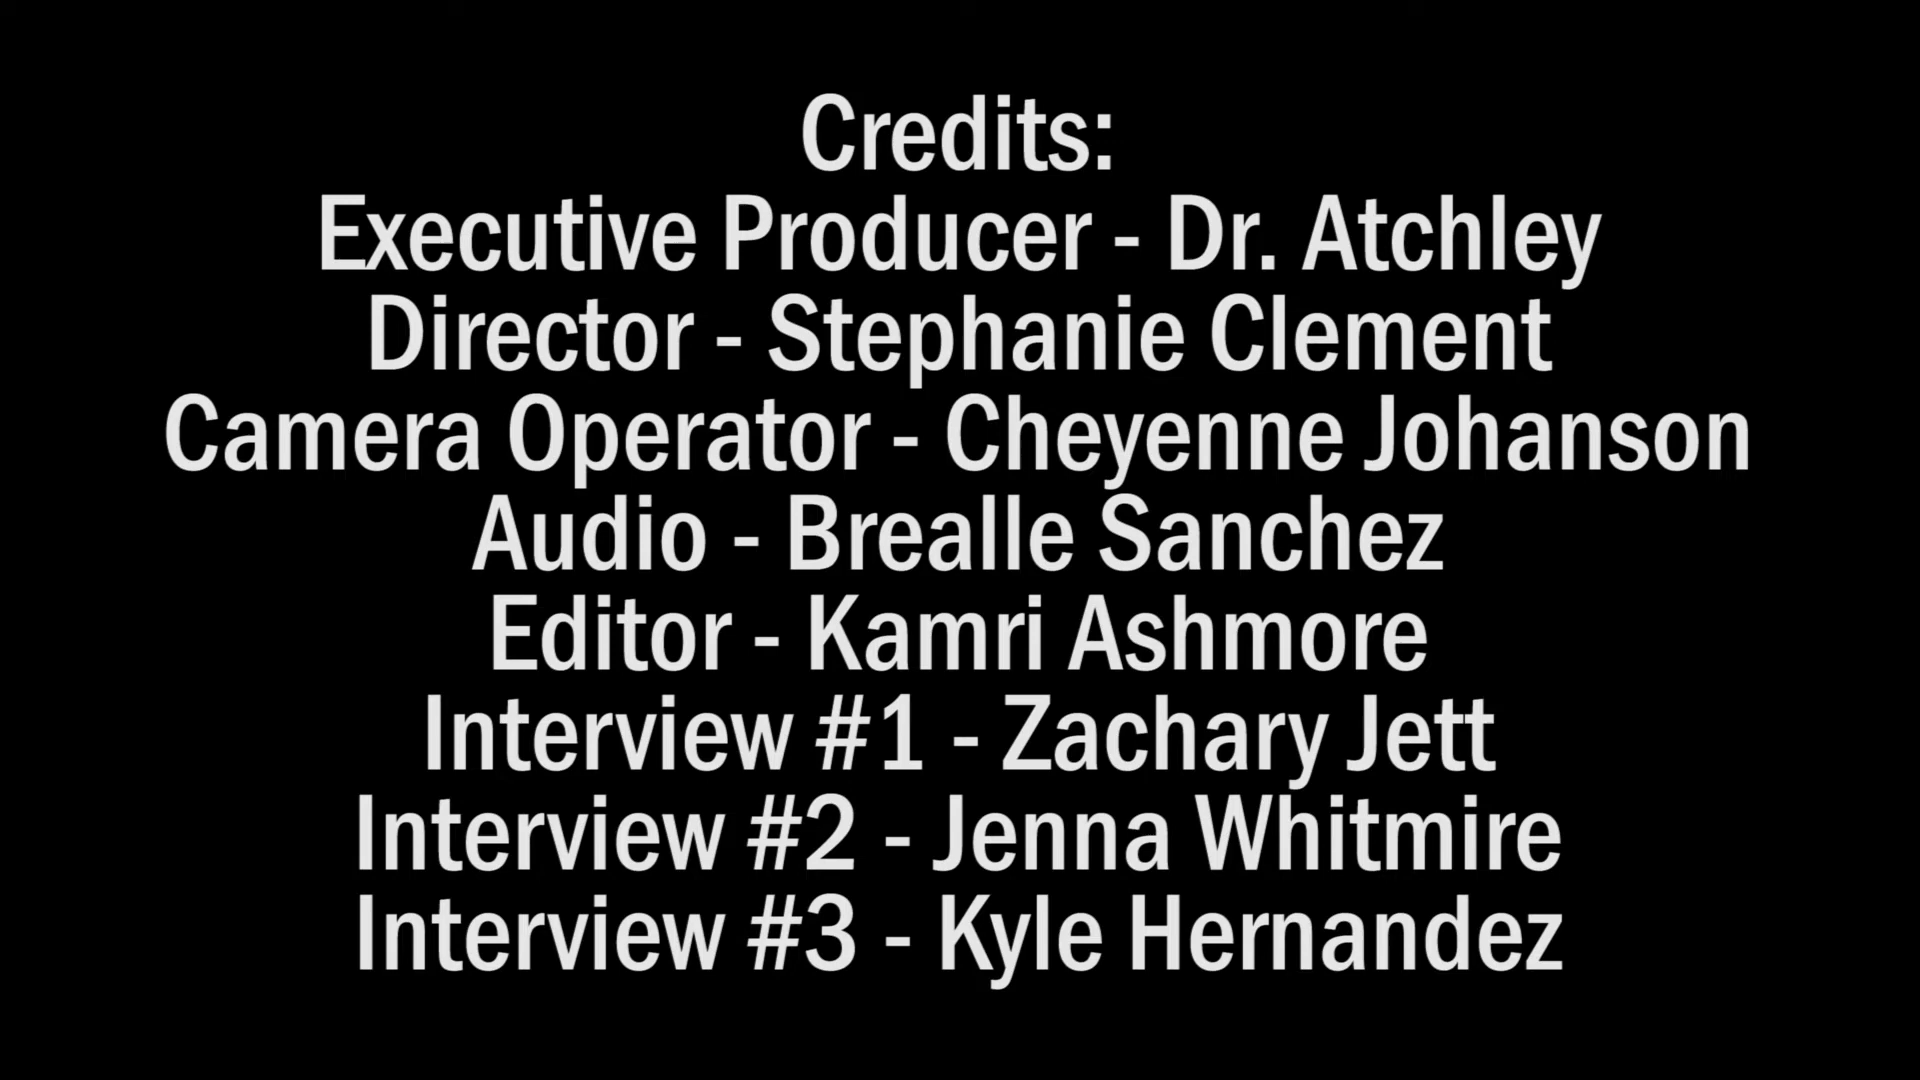 Credits:
Executive Producer - Dr. Atchley
Director - Stephanie Clement
Camera Operator - Cheyenne Johanson
Audio - Brealle Sanchez
Editor - Kamri Ashmore
Interview #1 - Zachary Jett
Interview #2 - Jenna Whitmire
Interview #3 - Kyle Hernandez